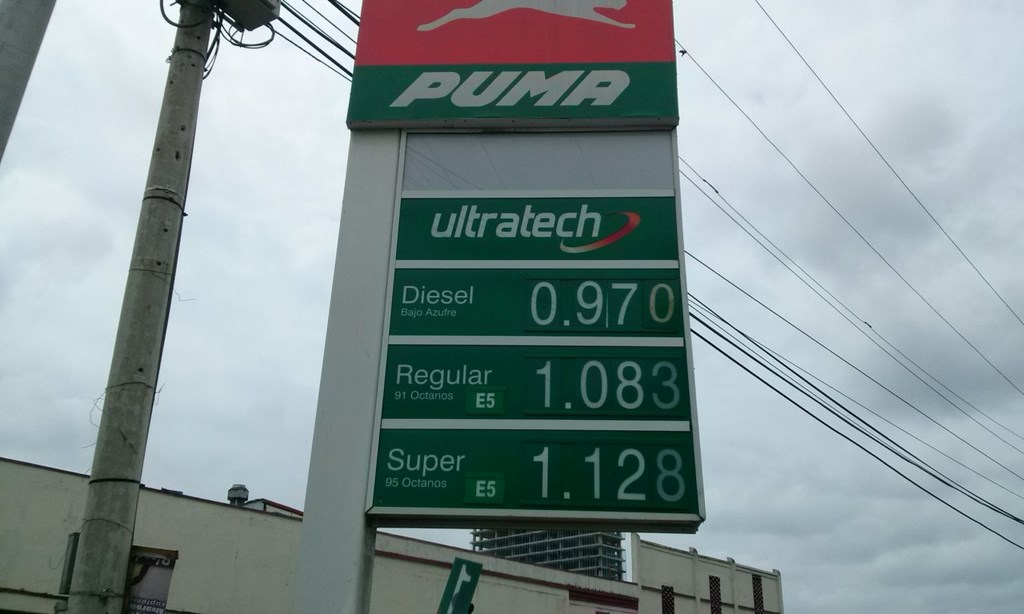 PUMA
ultratech
Diesel 0.970
Bajo Azufre
Regular 1.083
91 Octanos E5
Super 1.128
95 Octanos E5